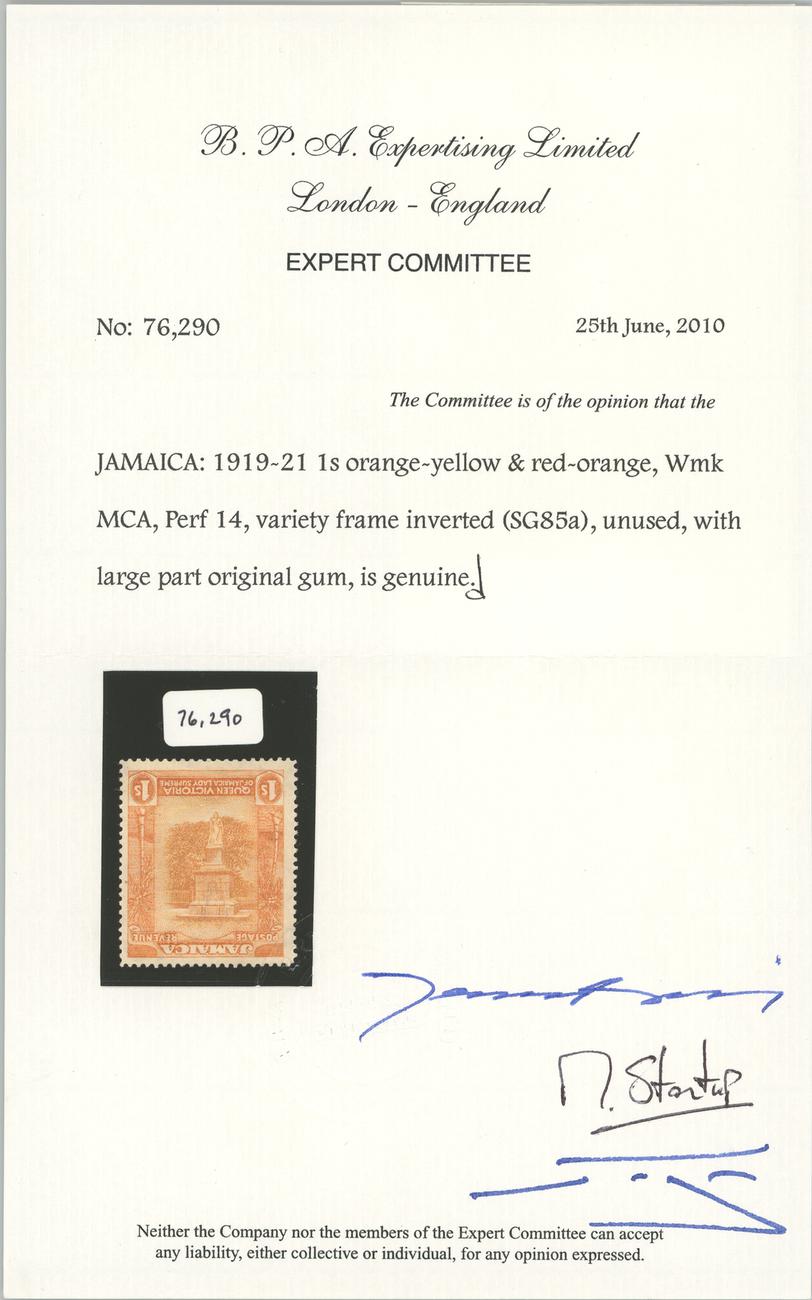 B. P. A. Expertising Limited
London - England
EXPERT COMMITTEE
No: 76,290
25th June, 2010
The Committee is of the opinion that the
JAMAICA: 1919~21 1s orange~yellow & red~orange, Wmk
MCA, Perf 14, variety frame inverted (SG85a), unused, with
large part original gum, is genuine.
76,290
JAMAICA
POSTAGE REVENUE
1s 1s
QUEEN VICTORIA
OF JAMAICA LADY SUPREME
M. Startup
Neither the Company nor the members of the Expert Committee can accept
any liability, either collective or individual, for any opinion expressed.